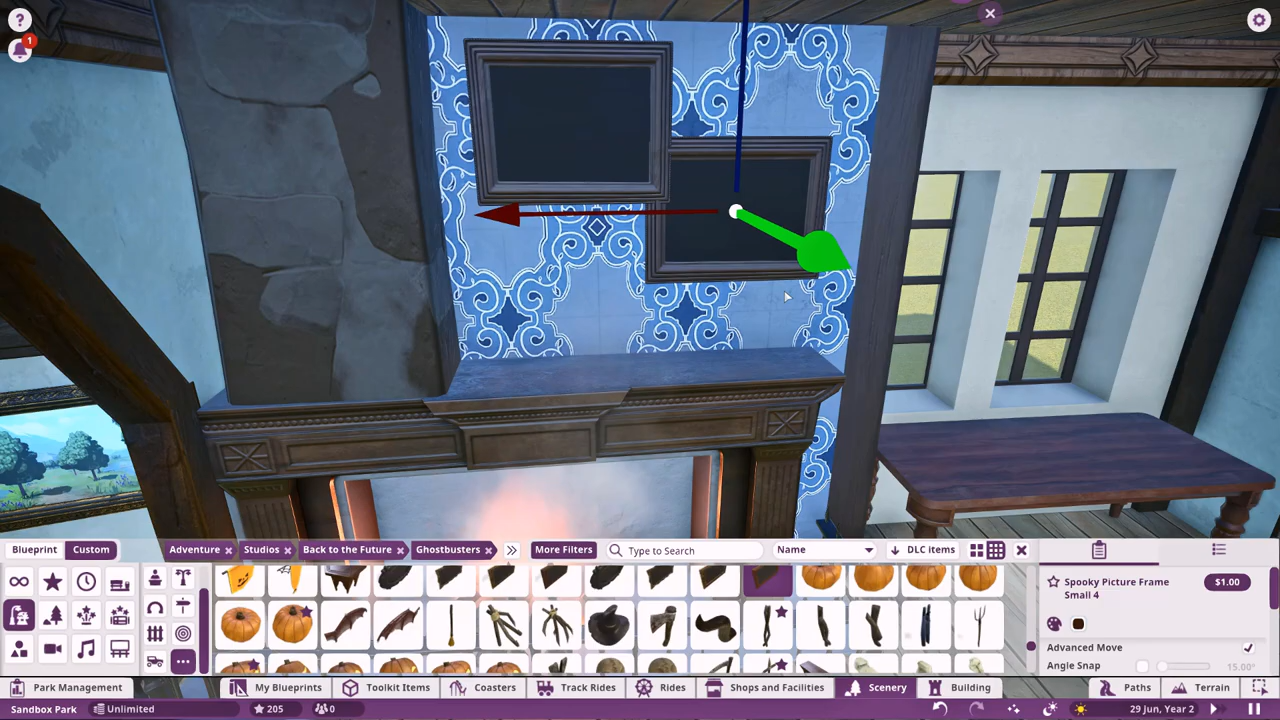 ?
1
Blueprint Custom Adventure Studios Back to the Future Ghostbusters More Filters Type to Search Name DLC items
Spooky Picture Frame $1.00
Small 4
Advanced Move
Angle Snap 15.00°
Park Management My Blueprints Toolkit Items Coasters Track Rides Rides Shops and Facilities Scenery Building Paths Terrain
Sandbox Park Unlimited 205 0 29 Jun, Year 2